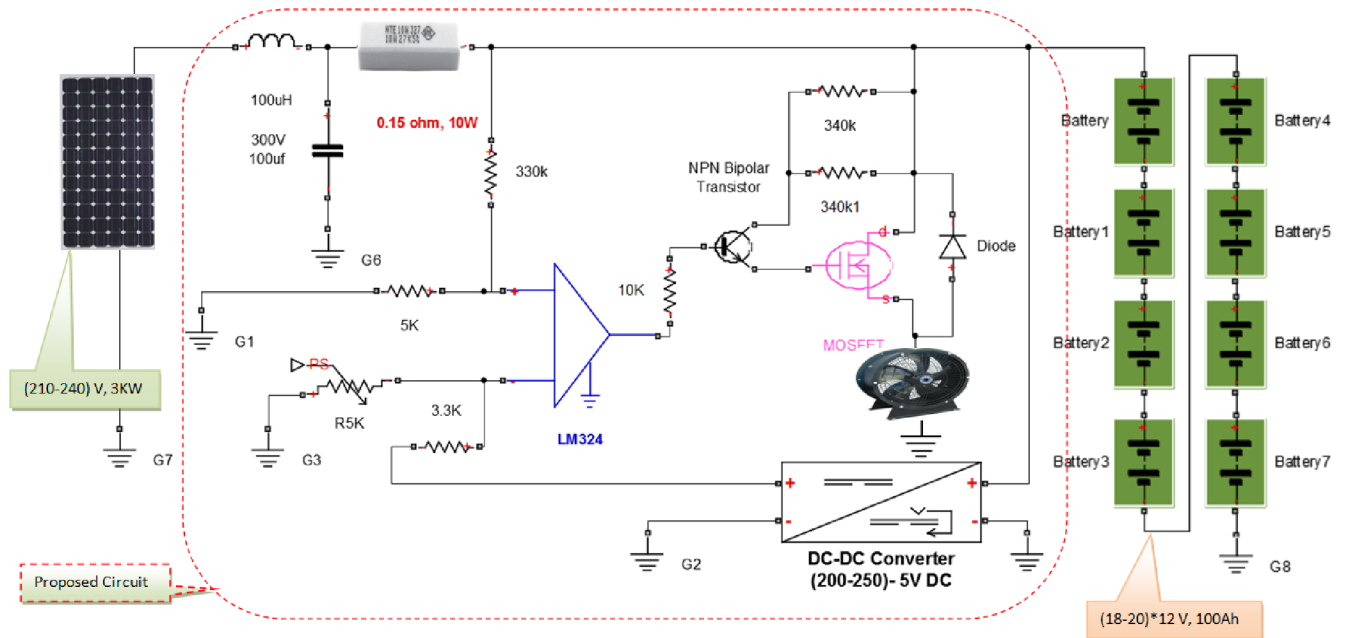 100uH
300V
100uf
0.15 ohm, 10W
330k
340k
340k1
NPN Bipolar
Transistor
Diode
d
s
MOSFET
G6
5K
G1
10K
PS
R5K
3.3K
G3
LM324
(210-240) V, 3KW
G7
G2
DC-DC Converter
(200-250)- 5V DC
Proposed Circuit
Battery
Battery1
Battery2
Battery3
Battery4
Battery5
Battery6
Battery7
G8
(18-20)*12 V, 100Ah